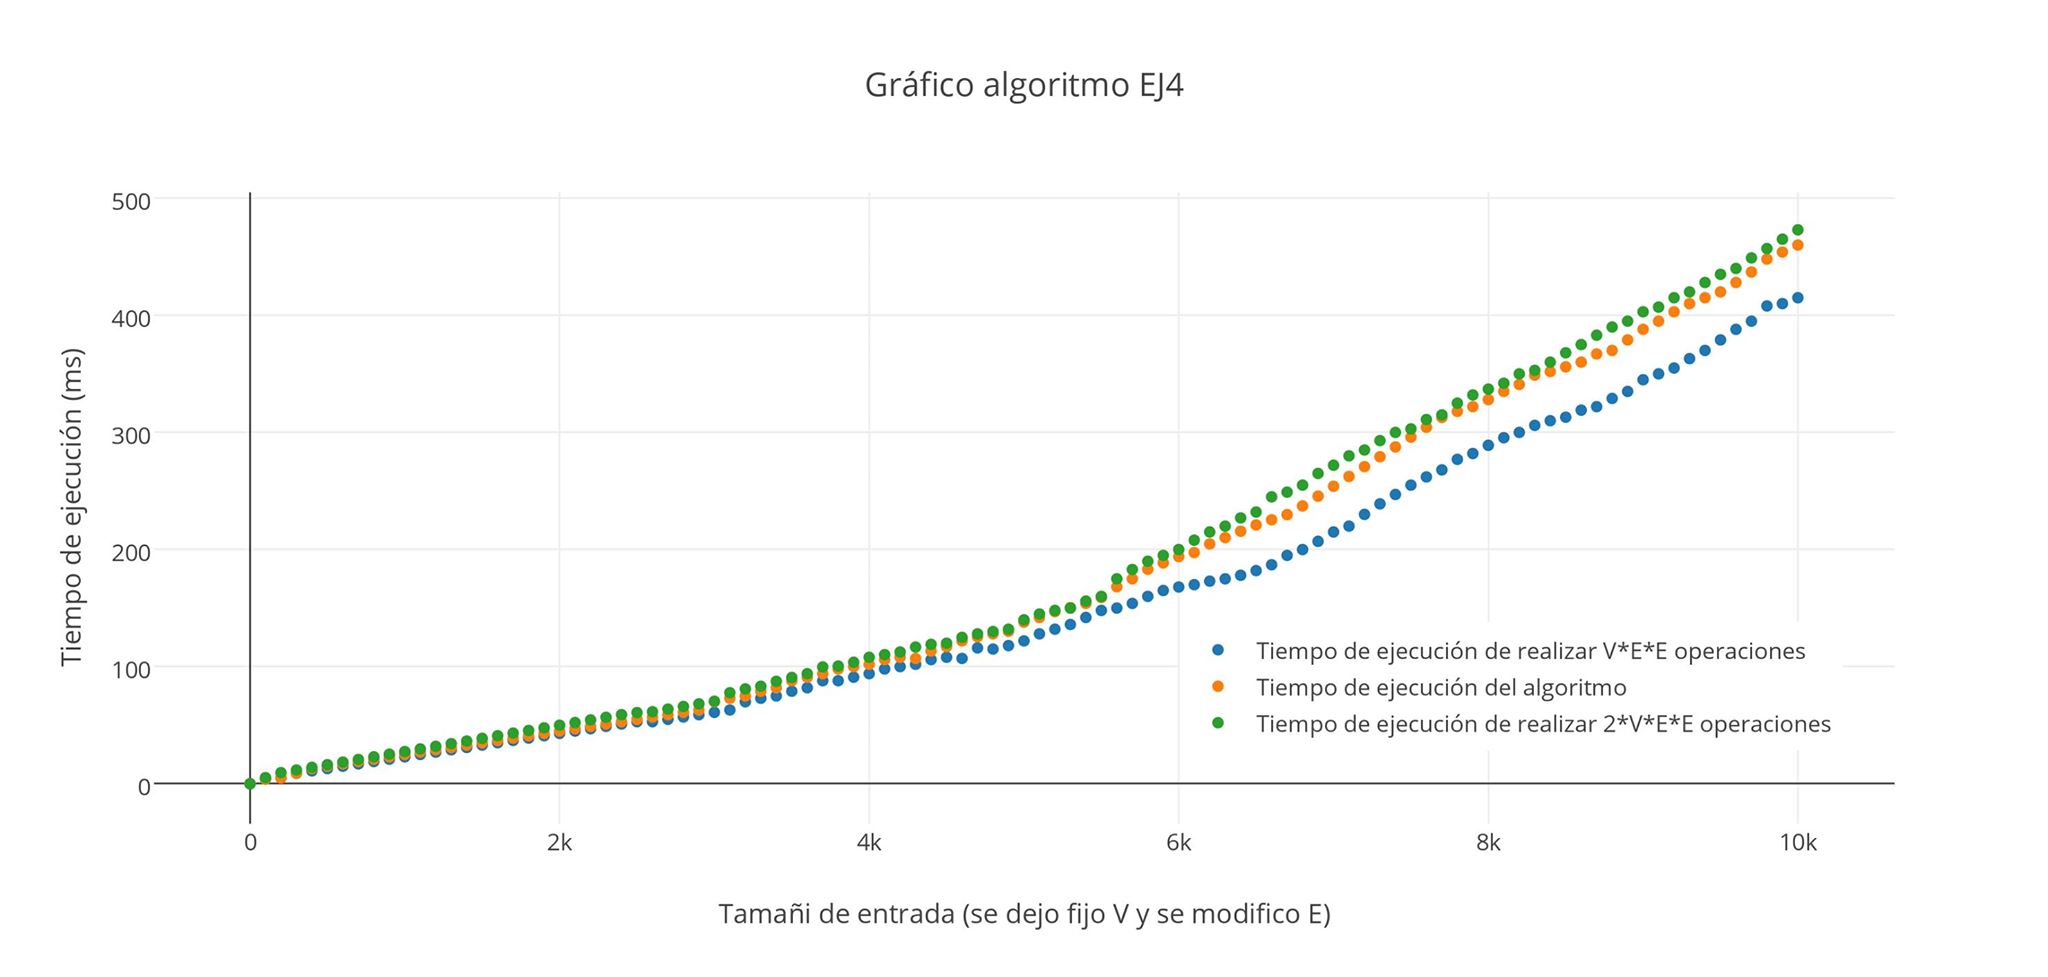 Gráfico algoritmo EJ4
500
400
300
200
100
0
Tiempo de ejecución (ms)
Tiempo de ejecución de realizar V*E*E operaciones
Tiempo de ejecución del algoritmo
Tiempo de ejecución de realizar 2*V*E*E operaciones
0 2k 4k 6k 8k 10k
Tamañi de entrada (se dejo fijo V y se modifico E)